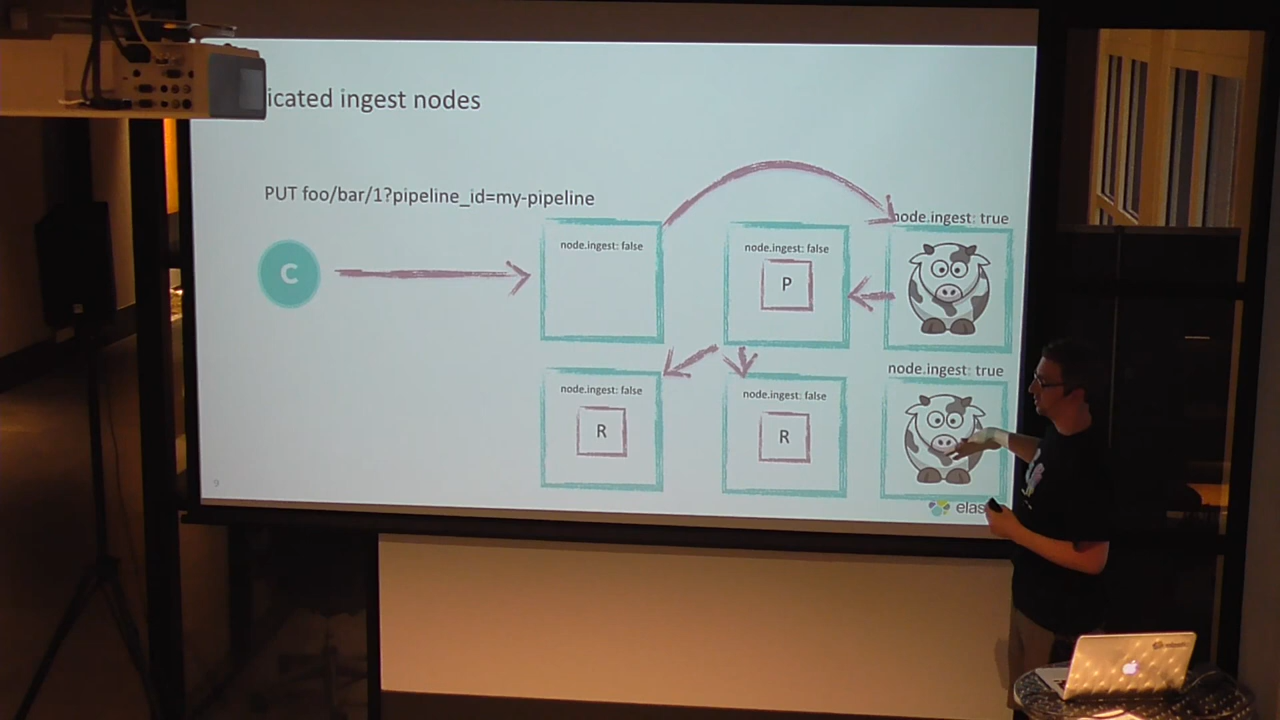 icated ingest nodes
PUT foo/bar/1?pipeline_id=my-pipeline
C
node.ingest: false
node.ingest: false
P
node.ingest: true
node.ingest: false
R
node.ingest: false
R
node.ingest: true
9
elas